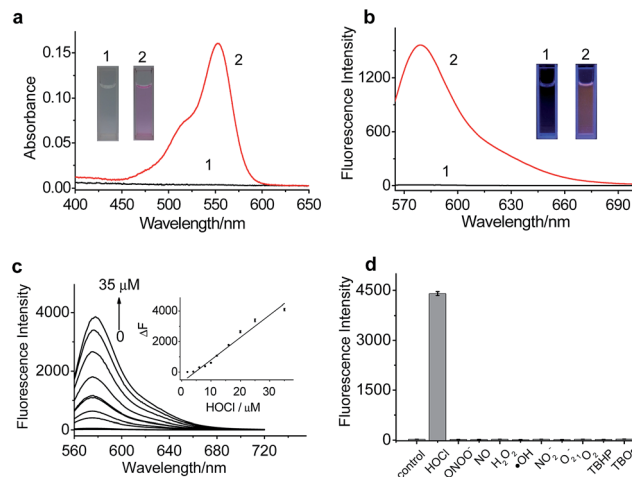 a
1
2
2
1
Absorbance
0.15
0.10
0.05
0.00
400
450
500
550
600
650
Wavelength/nm
b
2
1
2
1
Fluorescence Intensity
1200
600
0
570
600
630
660
690
Wavelength/nm
c
35 μM
0
Fluorescence Intensity
4000
2000
0
560
600
640
680
720
760
Wavelength/nm
ΔF
6000
4000
2000
0
0
10
20
30
HOCl / μM
d
Fluorescence Intensity
4500
3000
1500
0
control
HOCl
ONOO⁻
NO
H₂O₂
•OH
NO₂⁻
O₂⁻
¹O₂
TBHP